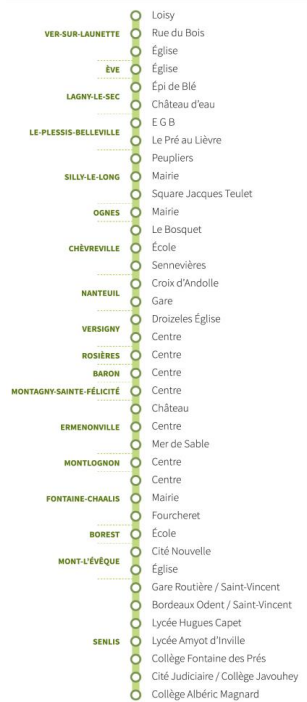 Loisy
VER-SUR-LAUNETTE Rue du Bois
Église
ÈVE Église
Épi de Blé
LAGNY-LE-SEC
Château d'eau
E G B
LE-PLESSIS-BELLEVILLE
Le Pré au Lièvre
Peupliers
SILLY-LE-LONG Mairie
Square Jacques Teulet
OGNES Mairie
Le Bosquet
CHÈVREVILLE École
Sennevières
Croix d'Andolle
NANTEUIL
Gare
Droizeles Église
VERSIGNY
Centre
ROSIÈRES Centre
BARON Centre
MONTAGNY-SAINTE-FÉLICITÉ Centre
Château
ERMENONVILLE Centre
Mer de Sable
MONTLOGNON Centre
Centre
FONTAINE-CHAALIS Mairie
Fourcheret
BOREST École
Cité Nouvelle
MONT-L'ÉVÊQUE
Église
Gare Routière / Saint-Vincent
Bordeaux Odent / Saint-Vincent
Lycée Hugues Capet
SENLIS Lycée Amyot d'Inville
Collège Fontaine des Prés
Cité Judiciaire / Collège Javouhey
Collège Albéric Magnard